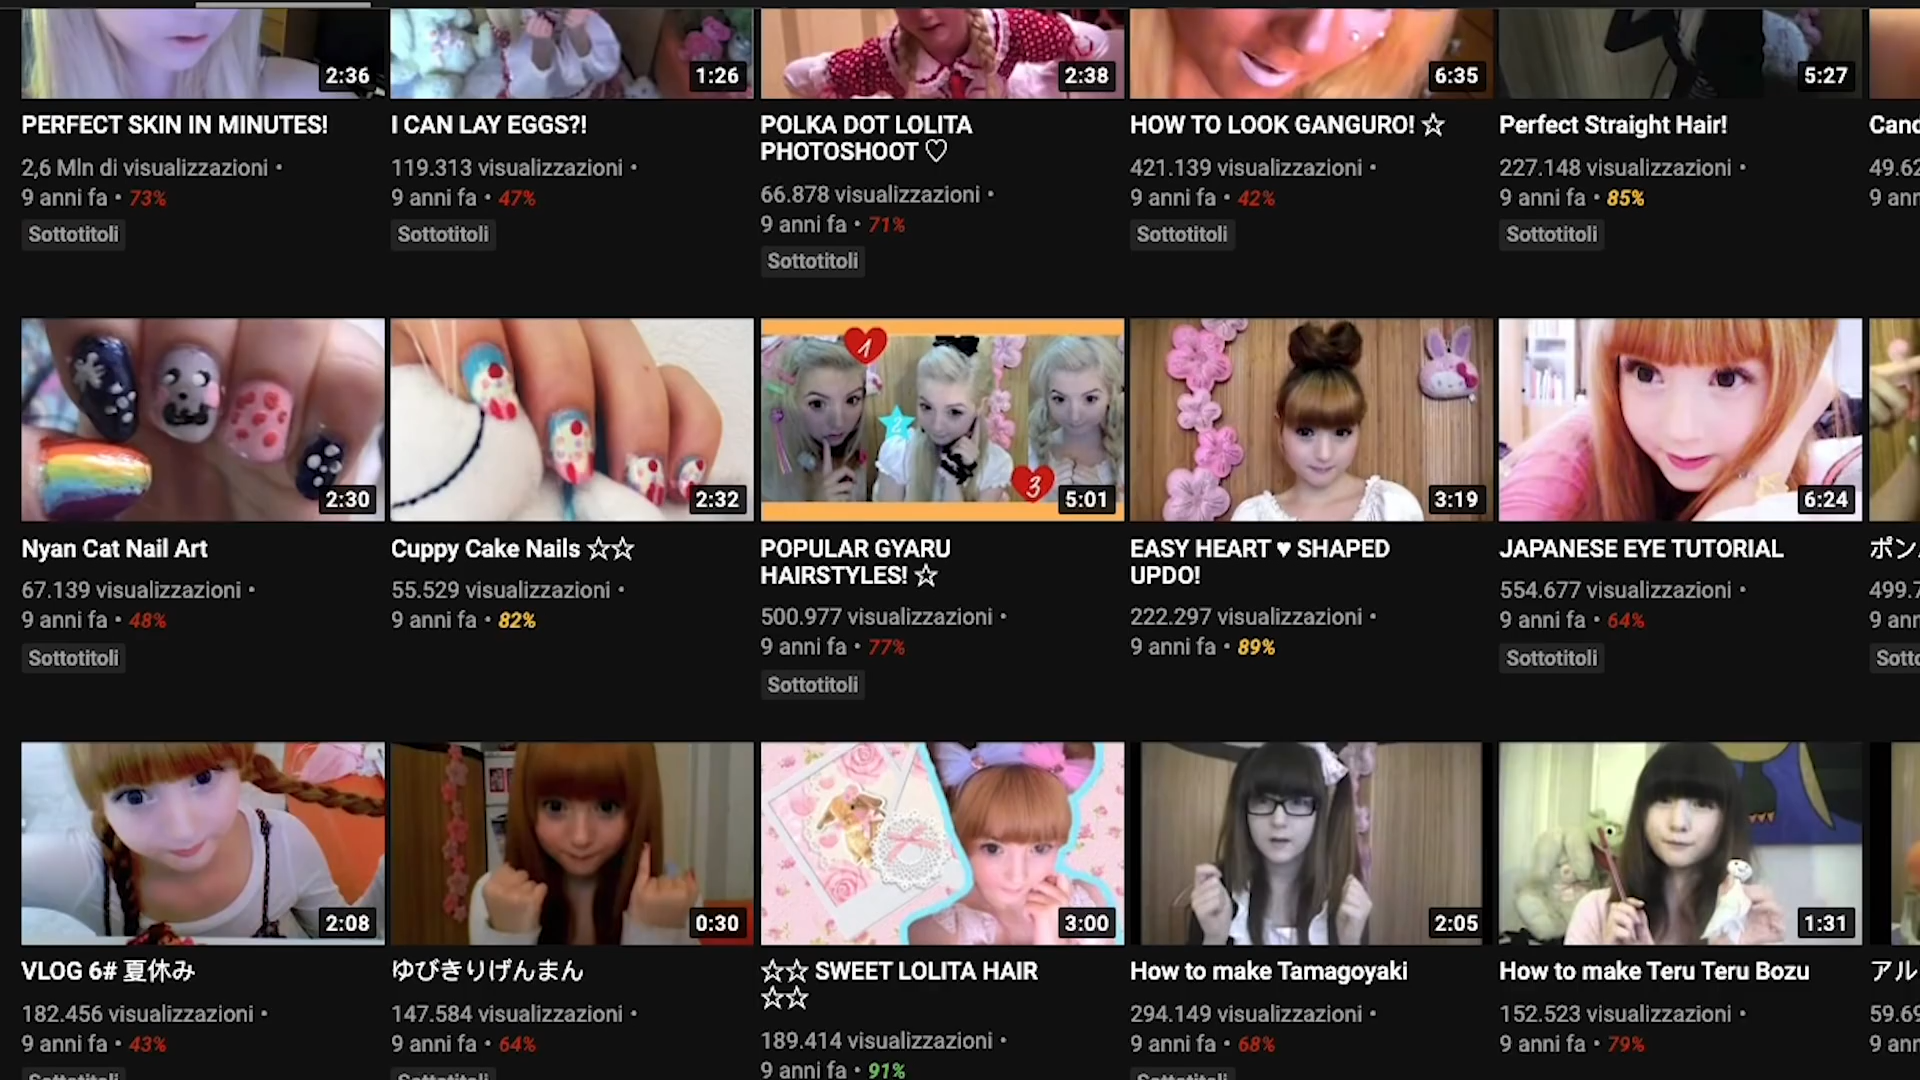 2:36
1:26
2:38
6:35
5:27
PERFECT SKIN IN MINUTES!
2,6 Mln di visualizzazioni •
9 anni fa • 73%
Sottotitoli
I CAN LAY EGGS?!
119.313 visualizzazioni •
9 anni fa • 47%
Sottotitoli
POLKA DOT LOLITA
PHOTOSHOOT ♡
66.878 visualizzazioni •
9 anni fa • 71%
Sottotitoli
HOW TO LOOK GANGURO! ☆
421.139 visualizzazioni •
9 anni fa • 42%
Sottotitoli
Perfect Straight Hair!
227.148 visualizzazioni •
9 anni fa • 85%
Sottotitoli
1
2
3
2:30
2:32
5:01
3:19
6:24
Nyan Cat Nail Art
67.139 visualizzazioni •
9 anni fa • 48%
Sottotitoli
Cuppy Cake Nails ☆☆
55.529 visualizzazioni •
9 anni fa • 82%
POPULAR GYARU
HAIRSTYLES! ☆
500.977 visualizzazioni •
9 anni fa • 77%
Sottotitoli
EASY HEART ♥ SHAPED
UPDO!
222.297 visualizzazioni •
9 anni fa • 89%
JAPANESE EYE TUTORIAL
554.677 visualizzazioni •
9 anni fa • 64%
Sottotitoli
2:08
0:30
3:00
2:05
1:31
VLOG 6# 夏休み
182.456 visualizzazioni •
9 anni fa • 43%
ゆびきりげんまん
147.584 visualizzazioni •
9 anni fa • 64%
☆☆ SWEET LOLITA HAIR
☆☆
189.414 visualizzazioni •
9 anni fa • 91%
How to make Tamagoyaki
294.149 visualizzazioni •
9 anni fa • 68%
How to make Teru Teru Bozu
152.523 visualizzazioni •
9 anni fa • 79%